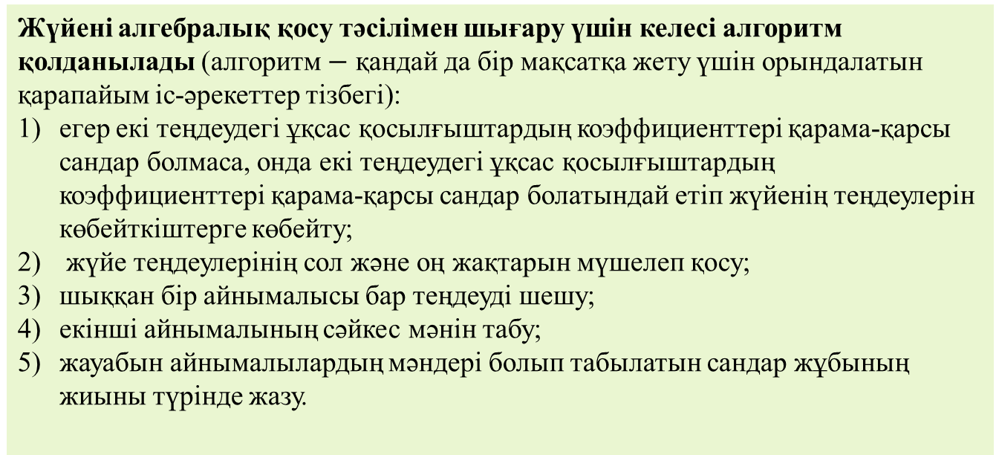 Жүйені алгебралық қосу тәсілімен шығару үшін келесі алгоритм
қолданылады (алгоритм – қандай да бір мақсатқа жету үшін орындалатын
қарапайым іс-әрекеттер тізбегі):
1) егер екі теңдеудегі ұқсас қосылғыштардың коэффициенттері қарама-қарсы
сандар болмаса, онда екі теңдеудегі ұқсас қосылғыштардың
коэффициенттері қарама-қарсы сандар болатындай етіп жүйенің теңдеулерін
көбейткіштерге көбейту;
2) жүйе теңдеулерінің сол және оң жақтарын мүшелеп қосу;
3) шыққан бір айнымалысы бар теңдеуді шешу;
4) екінші айнымалының сәйкес мәнін табу;
5) жауабын айнымалылардың мәндері болып табылатын сандар жұбының
жиыны түрінде жазу.